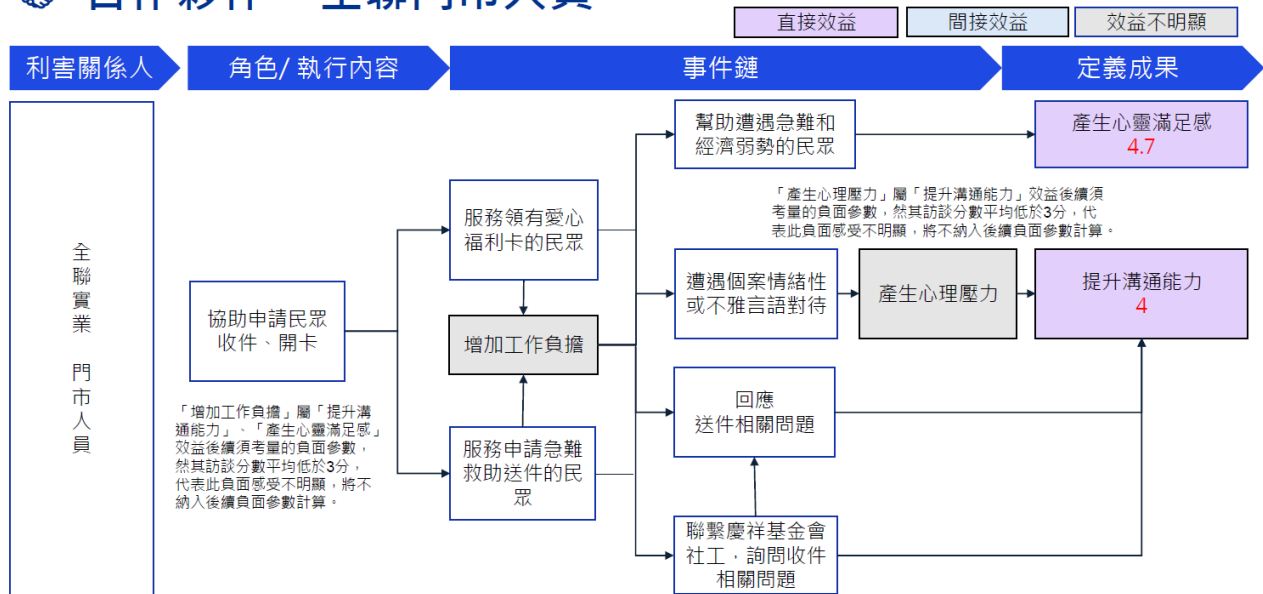 合作夥伴－全聯門市人員
直接效益
間接效益
效益不明顯
利害關係人
角色/ 執行內容
事件鏈
定義成果
全聯實業　門市人員
協助申請民眾
收件、開卡
「增加工作負擔」屬「提升溝
通能力」、「產生心靈滿足感」
效益後續須考量的負面參數，
然其訪談分數平均低於3分，
代表此負面感受不明顯，將不
納入後續負面參數計算。
服務領有愛心
福利卡的民眾
增加工作負擔
服務申請急難
救助送件的民
眾
幫助遭遇急難和
經濟弱勢的民眾
產生心靈滿足感
4.7
「產生心理壓力」屬「提升溝通能力」效益後續須
考量的負面參數，然其訪談分數平均低於3分，代
表此負面感受不明顯，將不納入後續負面參數計算。
遭遇個案情緒性
或不雅言語對待
產生心理壓力
提升溝通能力
4
回應
送件相關問題
聯繫慶祥基金會
社工，詢問收件
相關問題